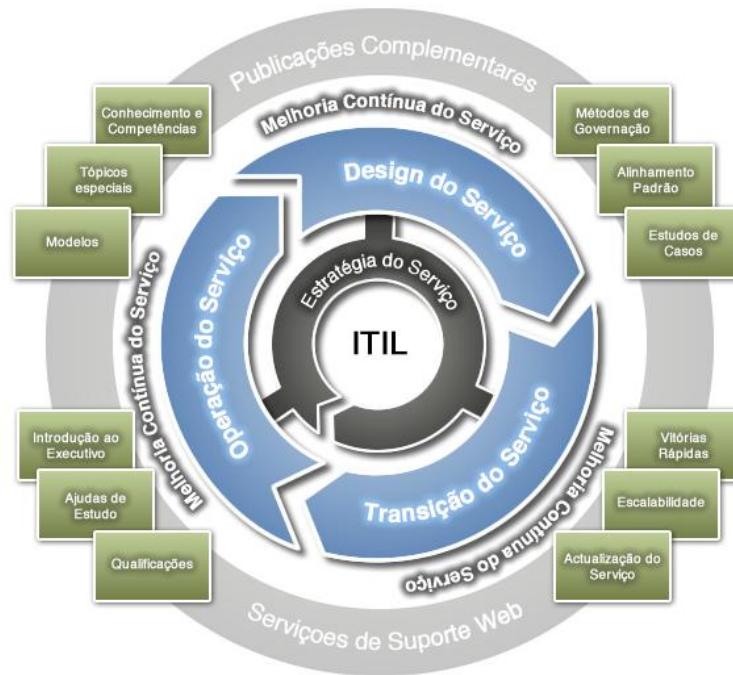 Publicações Complementares
Melhoria Contínua do Serviço
Conhecimento e
Competências
Tópicos
especiais
Modelos
Métodos de
Governação
Alinhamento
Padrão
Estudos de
Casos
Design do Serviço
Estratégia do Serviço
ITIL
Operação do Serviço
Melhoria Contínua do Serviço
Transição do Serviço
Melhoria Contínua do Serviço
Introdução ao
Executivo
Ajudas de
Estudo
Qualificações
Vitórias
Rápidas
Escalabilidade
Actualização do
Serviço
Serviçoes de Suporte Web